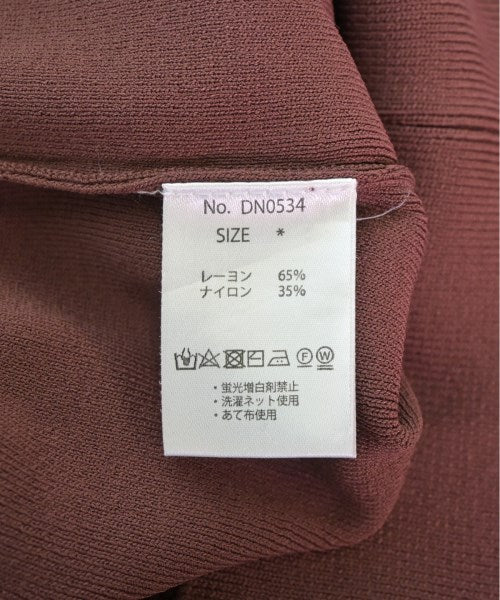 No. DN0534
SIZE *
レーヨン 65%
ナイロン 35%
F W
・蛍光増白剤禁止
・洗濯ネット使用
・あて布使用